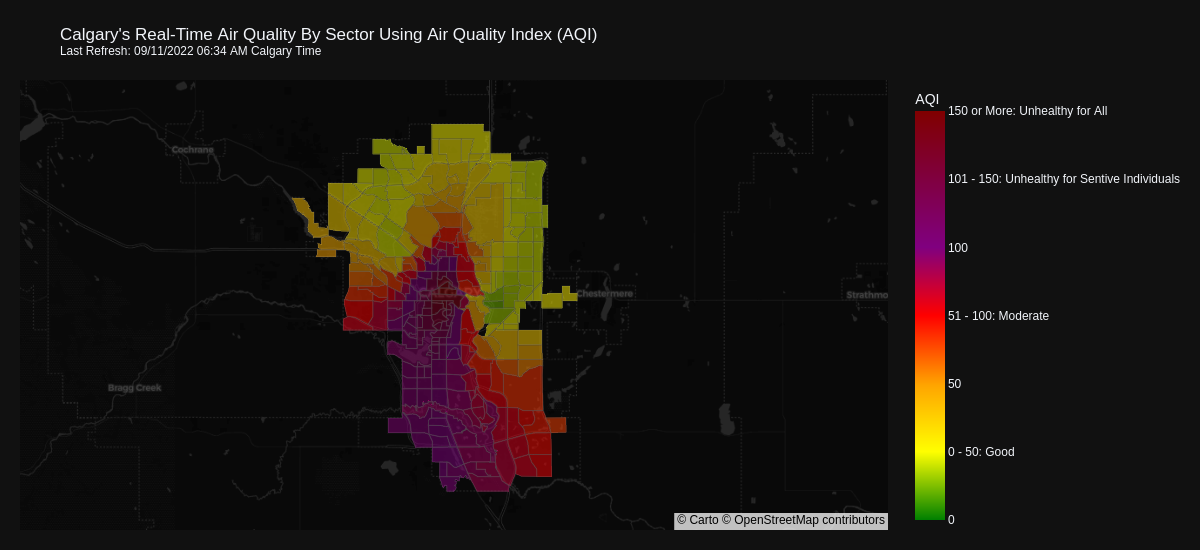 Calgary's Real-Time Air Quality By Sector Using Air Quality Index (AQI)
Last Refresh: 09/11/2022 06:34 AM Calgary Time
AQI
150 or More: Unhealthy for All
Cochrane
101 - 150: Unhealthy for Sentive Individuals
100
Chestermere
Strathmo
51 - 100: Moderate
50
Bragg Creek
0 - 50: Good
0
© Carto © OpenStreetMap contributors